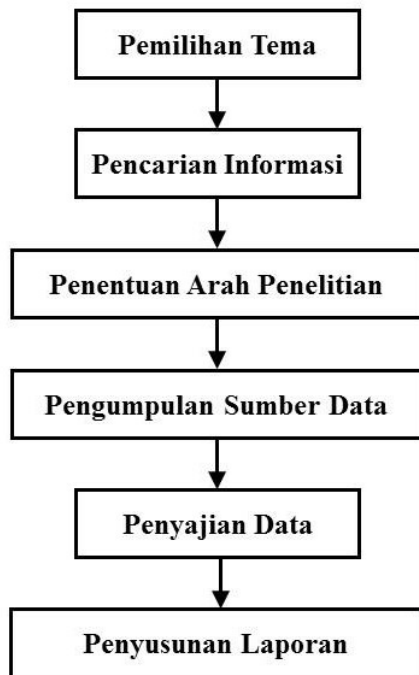 Pemilihan Tema
Pencarian Informasi
Penentuan Arah Penelitian
Pengumpulan Sumber Data
Penyajian Data
Penyusunan Laporan